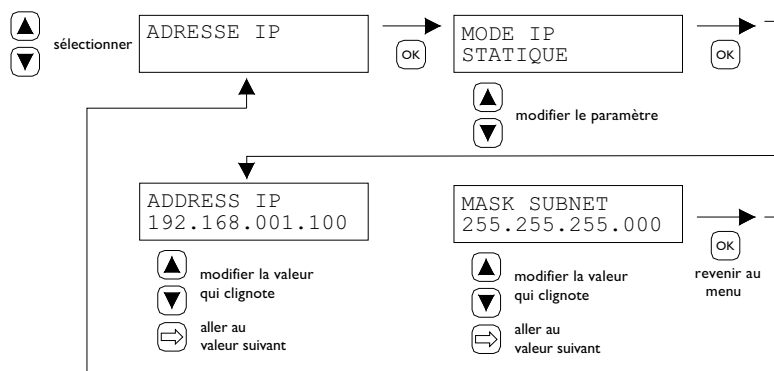 sélectionner
ADRESSE IP
OK
MODE IP
STATIQUE
OK
modifier le paramètre
ADDRESS IP
192.168.001.100
modifier la valeur
qui clignote
aller au
valeur suivant
MASK SUBNET
255.255.255.000
OK
revenir au
menu
modifier la valeur
qui clignote
aller au
valeur suivant